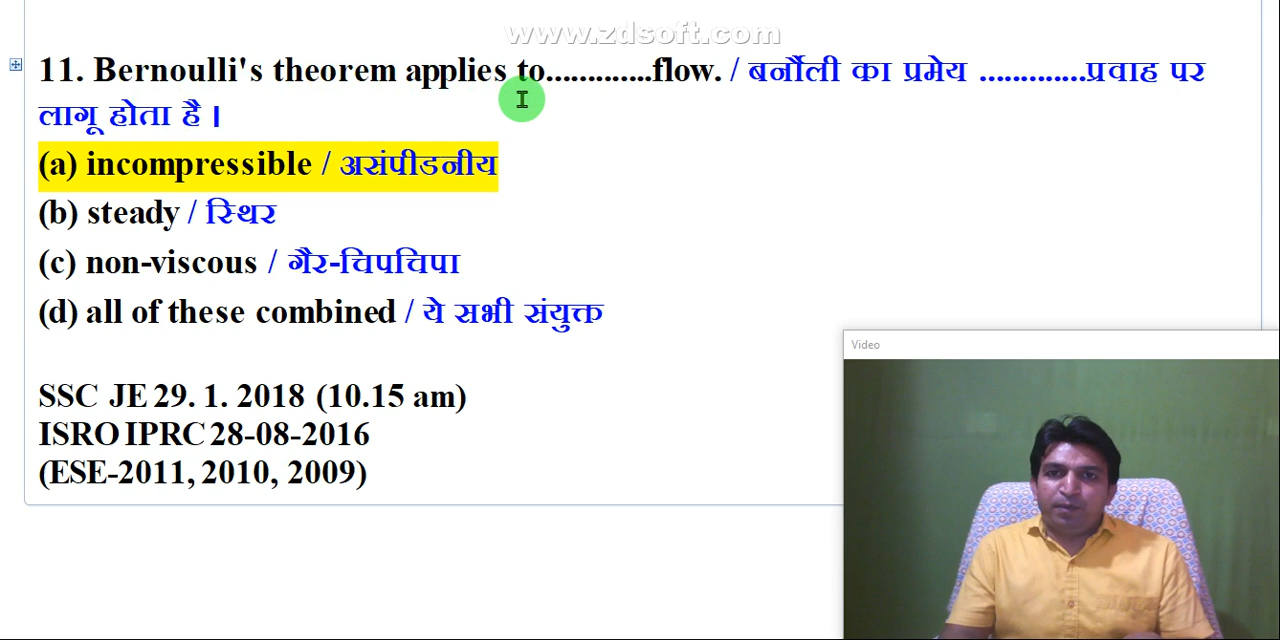 www.zdsoft.com
11. Bernoulli's theorem applies to.............flow. / बर्नौली का प्रमेय .............प्रवाह पर
लागू होता है।
(a) incompressible / असंपीडनीय
(b) steady / स्थिर
(c) non-viscous / गैर-चिपचिपा
(d) all of these combined / ये सभी संयुक्त
SSC JE 29. 1. 2018 (10.15 am)
ISRO IPRC 28-08-2016
(ESE-2011, 2010, 2009)
Video